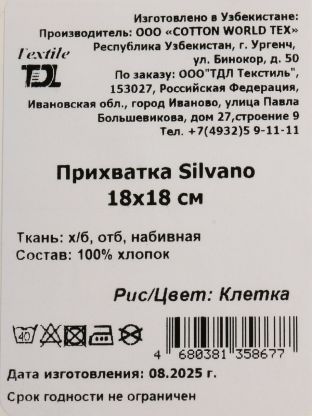 Изготовлено в Узбекистане:
Производитель: ООО «COTTON WORLD TEX»
Республика Узбекистан, г. Ургенч,
ул. Бинокор, д. 50
Textile
TDL
По заказу: ООО"ТДЛ Текстиль",
153027, Российская Федерация,
Ивановская обл., город Иваново, улица Павла
Большевикова, дом 27,строение 9
Тел. +7(4932)5 9-11-11
Прихватка Silvano
18х18 см
Ткань: х/б, отб, набивная
Состав: 100% хлопок
Рис/Цвет: Клетка
40
4 680381 358677
Дата изготовления: 08.2025 г.
Срок годности не ограничен